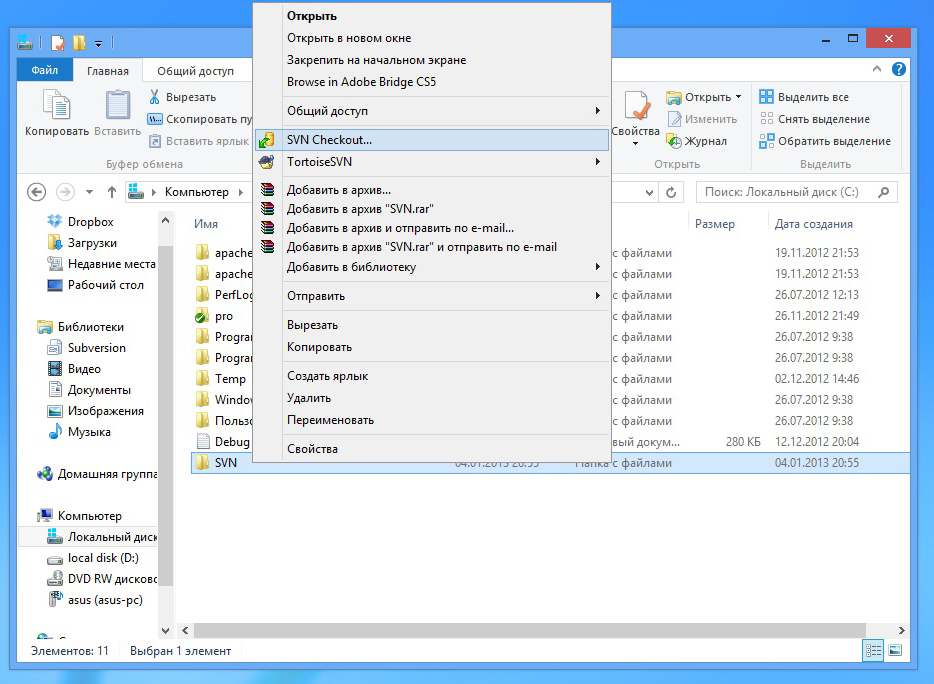 Файл
Главная
Общий доступ
Копировать
Вставить
Вырезать
Скопировать
Вставить ярлык
Буфер обмена
Открыть
Открыть в новом окне
Закрепить на начальном экране
Browse in Adobe Bridge CS5
Общий доступ
SVN Checkout...
TortoiseSVN
Добавить в архив...
Добавить в архив "SVN.rar"
Добавить в архив и отправить по e-mail...
Добавить в архив "SVN.rar" и отправить по e-mail
Добавить в библиотеку
Отправить
Вырезать
Копировать
Создать ярлык
Удалить
Переименовать
Свойства
Свойства
Открыть
Изменить
Журнал
Открыть
Выделить все
Снять выделение
Обратить выделение
Выделить
Компьютер
Поиск: Локальный диск (C:)
Dropbox
Загрузки
Недавние места
Рабочий стол
Библиотеки
Subversion
Видео
Документы
Изображения
Музыка
Домашняя группа
Компьютер
Локальный диск
local disk (D:)
DVD RW дисково
asus (asus-pc)
Имя Размер Дата создания
apache с файлами 19.11.2012 21:53
apache с файлами 19.11.2012 21:53
PerfLog с файлами 26.07.2012 12:13
pro с файлами 26.11.2012 21:49
Program с файлами 26.07.2012 9:38
Program с файлами 26.07.2012 9:38
Temp с файлами 02.12.2012 14:46
Window с файлами 26.07.2012 9:38
Пользо с файлами 26.07.2012 9:38
Debug вый докум... 280 КБ 12.12.2012 20:04
SVN 04.01.2013 20:55 Папка с файлами 04.01.2013 20:55
Элементов: 11 Выбран 1 элемент